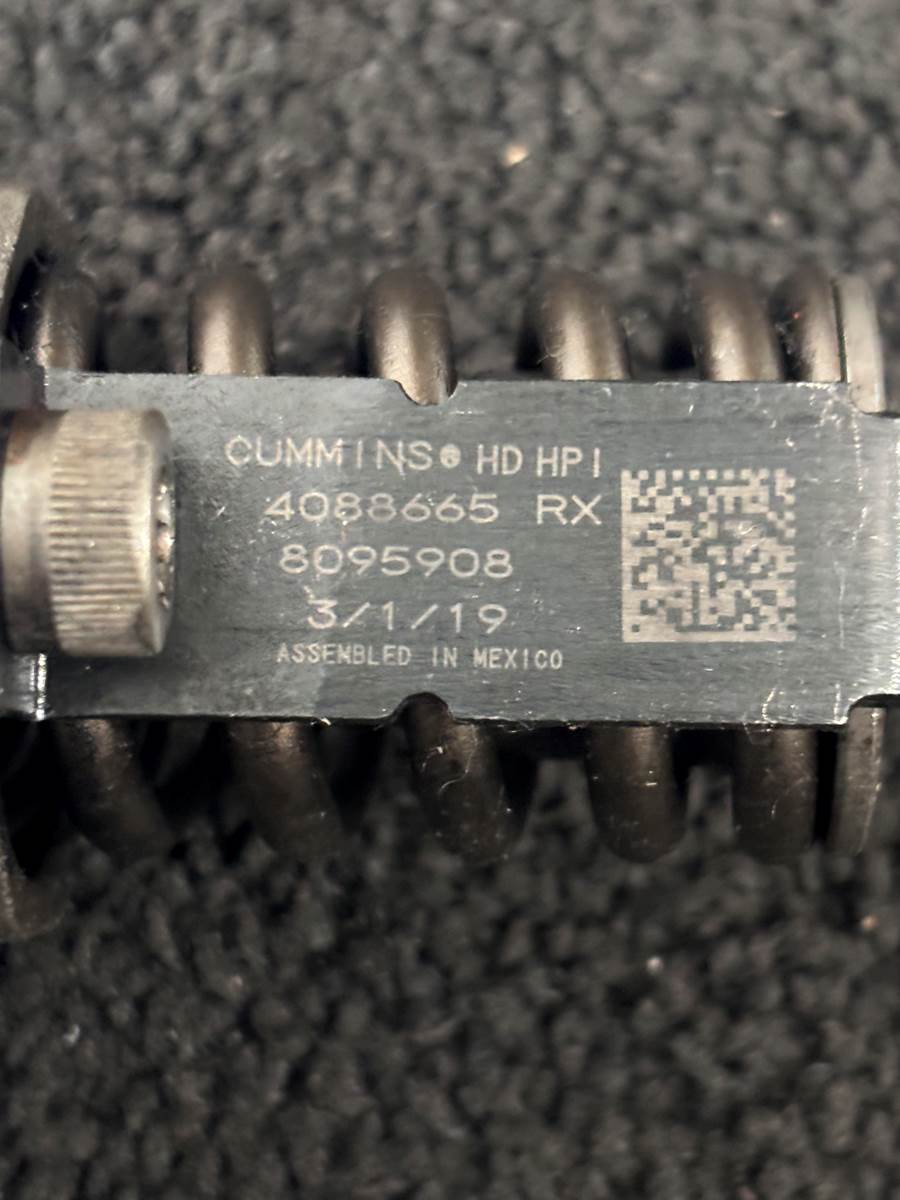 CUMMINS® HD HPI
4088665 RX
8095908
3/1/19
ASSEMBLED IN MEXICO